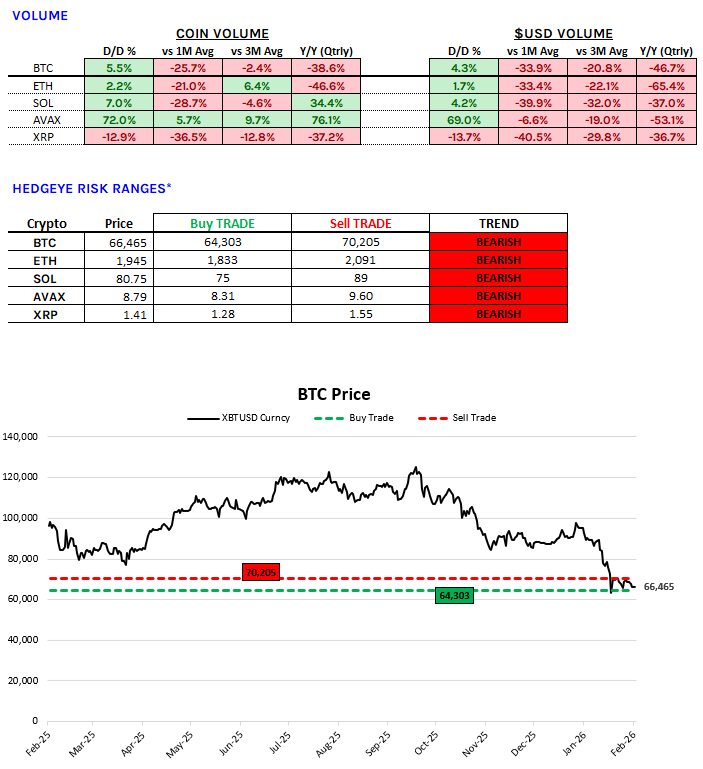 VOLUME
COIN VOLUME $USD VOLUME
D/D % vs 1M Avg vs 3M Avg Y/Y (Qtrly) D/D % vs 1M Avg vs 3M Avg Y/Y (Qtrly)
BTC 5.5% -25.7% -2.4% -38.6% 4.3% -33.9% -20.8% -46.7%
ETH 2.2% -21.0% 6.4% -46.6% 1.7% -33.4% -22.1% -65.4%
SOL 7.0% -28.7% -4.6% 34.4% 4.2% -39.9% -32.0% -37.0%
AVAX 72.0% 5.7% 9.7% 76.1% 69.0% -6.6% -19.0% -53.1%
XRP -12.9% -36.5% -12.8% -37.2% -13.7% -40.5% -29.8% -36.7%
HEDGEYE RISK RANGES*
Crypto Price Buy TRADE Sell TRADE TREND
BTC 66,465 64,303 70,205 BEARISH
ETH 1,945 1,833 2,091 BEARISH
SOL 80.75 75 89 BEARISH
AVAX 8.79 8.31 9.60 BEARISH
XRP 1.41 1.28 1.55 BEARISH
BTC Price
XBTUSD Curncy Buy Trade Sell Trade
140,000
120,000
100,000
80,000
70,205
66,465
64,303
60,000
40,000
20,000
0
Feb-25 Mar-25 Apr-25 May-25 Jun-25 Jul-25 Aug-25 Sep-25 Oct-25 Nov-25 Dec-25 Jan-26 Feb-26